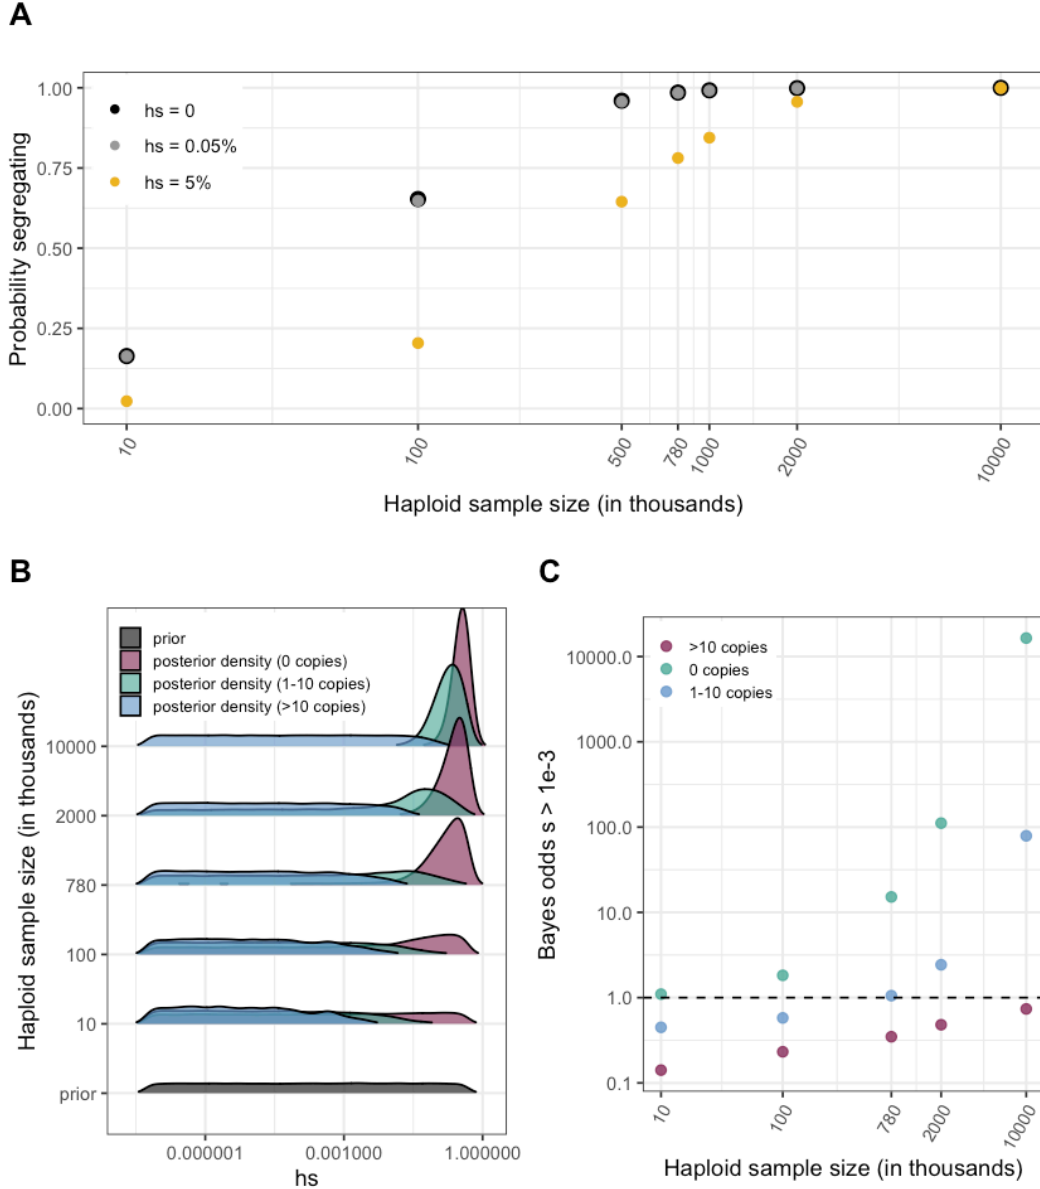 A
Probability segregating
1.00
0.75
0.50
0.25
0.00
hs = 0
hs = 0.05%
hs = 5%
10
100
500
780
1000
2000
10000
Haploid sample size (in thousands)
B
Haploid sample size (in thousands)
prior
posterior density (0 copies)
posterior density (1-10 copies)
posterior density (>10 copies)
10000
2000
780
100
10
prior
0.000001
0.001000
1.000000
hs
C
Bayes odds s > 1e-3
>10 copies
0 copies
1-10 copies
10000.0
1000.0
100.0
10.0
1.0
0.1
10
100
780
2000
10000
Haploid sample size (in thousands)